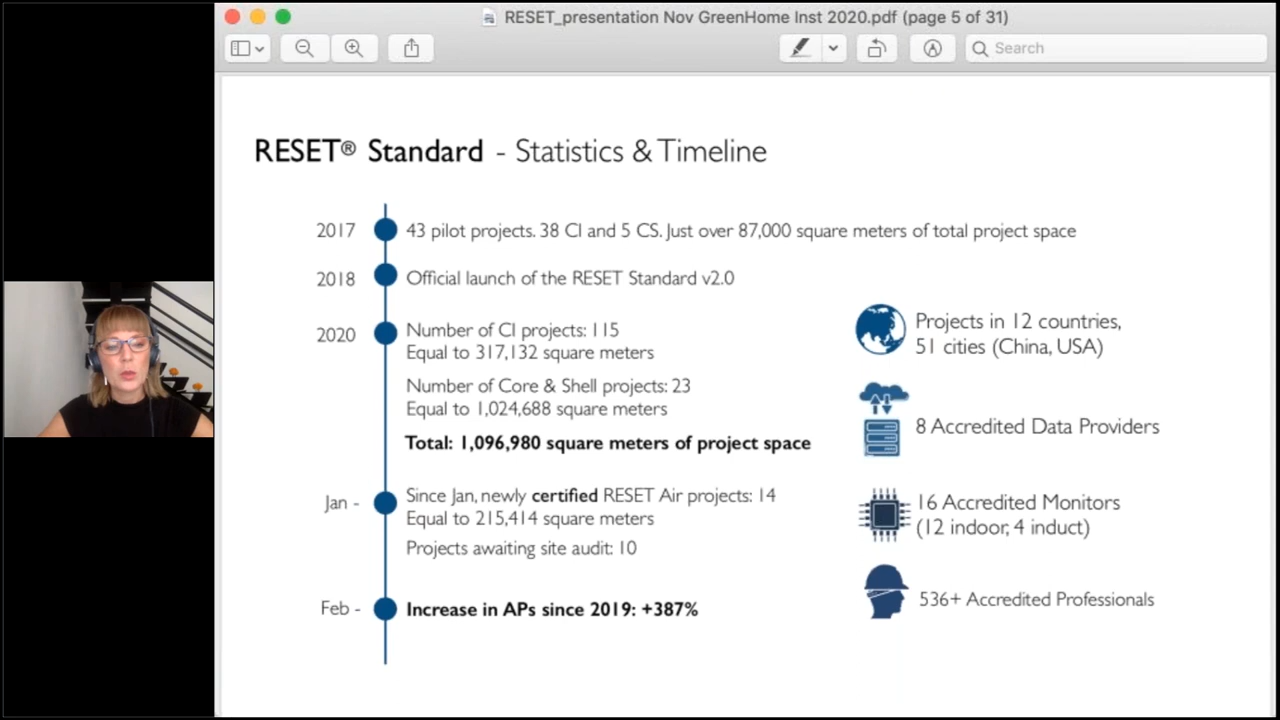 RESET_presentation Nov GreenHome Inst 2020.pdf (page 5 of 31)
Search
RESET® Standard - Statistics & Timeline
2017
43 pilot projects. 38 CI and 5 CS. Just over 87,000 square meters of total project space
2018
Official launch of the RESET Standard v2.0
2020
Number of CI projects: 115
Equal to 317,132 square meters
Number of Core & Shell projects: 23
Equal to 1,024,688 square meters
Total: 1,096,980 square meters of project space
Jan -
Since Jan, newly certified RESET Air projects: 14
Equal to 215,414 square meters
Projects awaiting site audit: 10
Feb -
Increase in APs since 2019: +387%
Projects in 12 countries,
51 cities (China, USA)
8 Accredited Data Providers
16 Accredited Monitors
(12 indoor, 4 induct)
536+ Accredited Professionals